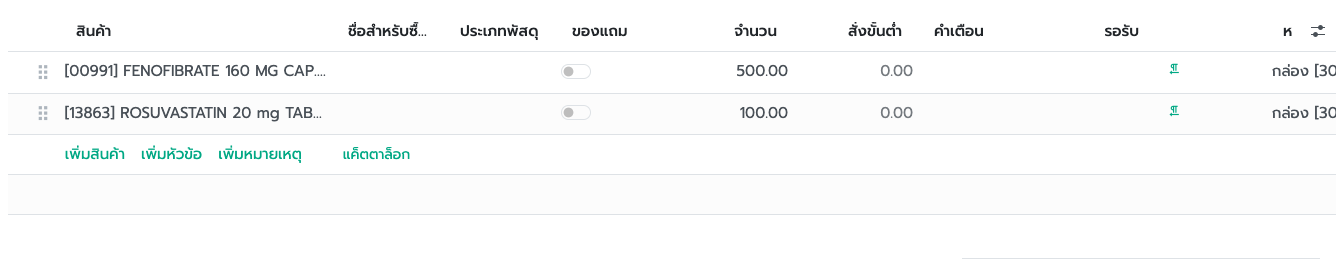 สินค้า ชื่อสำหรับซื้... ประเภทพัสดุ ของแถม จำนวน สั่งขั้นต่ำ คำเตือน รอรับ ห
[00991] FENOFIBRATE 160 MG CAP.... 500.00 0.00 กล่อง [30
[13863] ROSUVASTATIN 20 mg TAB... 100.00 0.00 กล่อง [30
เพิ่มสินค้า เพิ่มหัวข้อ เพิ่มหมายเหตุ แค็ตตาล็อก